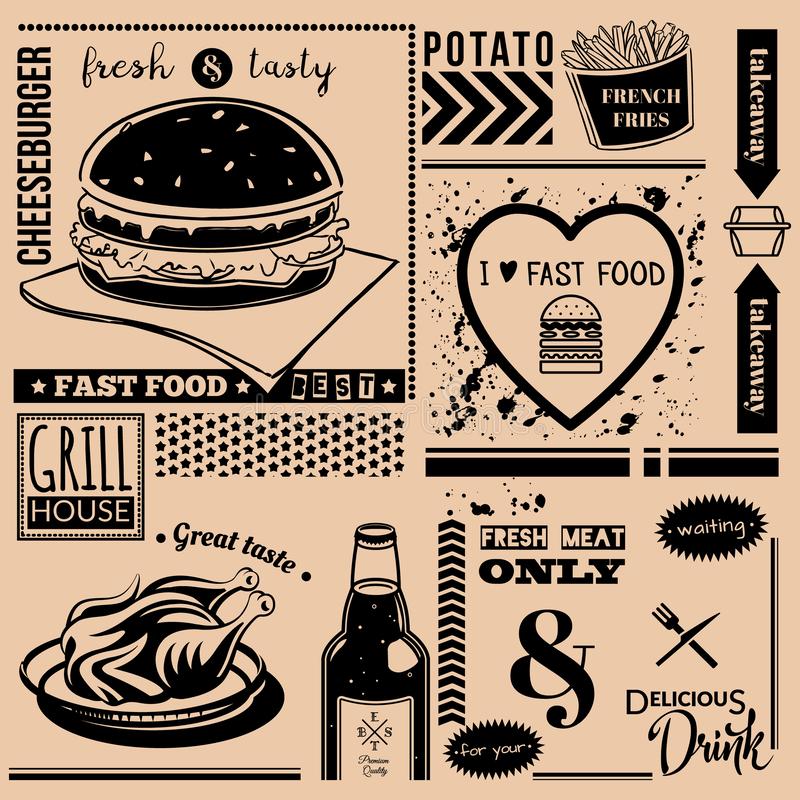 CHEESEBURGER
fresh & tasty
★ FAST FOOD ★ BEST ★
POTATO
FRENCH
FRIES
takeaway
takeaway
I ♥ FAST FOOD
GRILL
HOUSE
• Great taste •
E
B S
T
Premium
Quality
FRESH MEAT
ONLY
&
•waiting•
•for your•
DELICIOUS
Drink
dreamstime